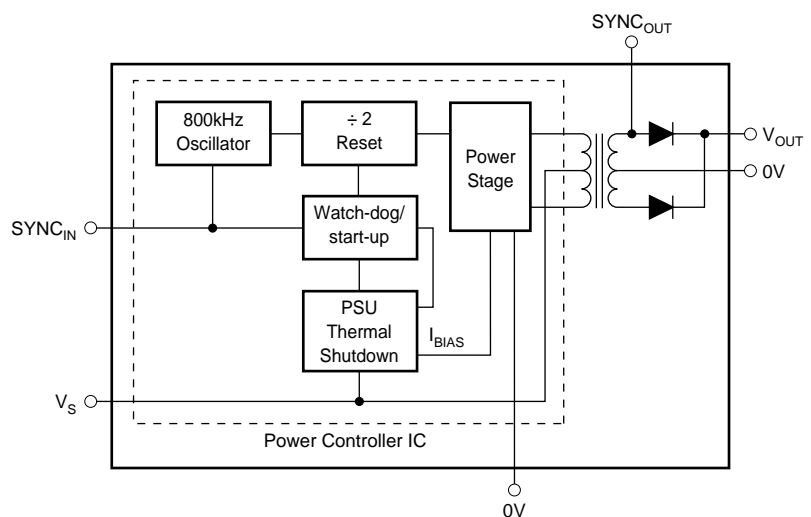 SYNC_OUT
800kHz
Oscillator
÷ 2
Reset
Power
Stage
V_OUT
0V
Watch-dog/
start-up
SYNC_IN
PSU
Thermal
Shutdown
I_BIAS
V_S
Power Controller IC
0V